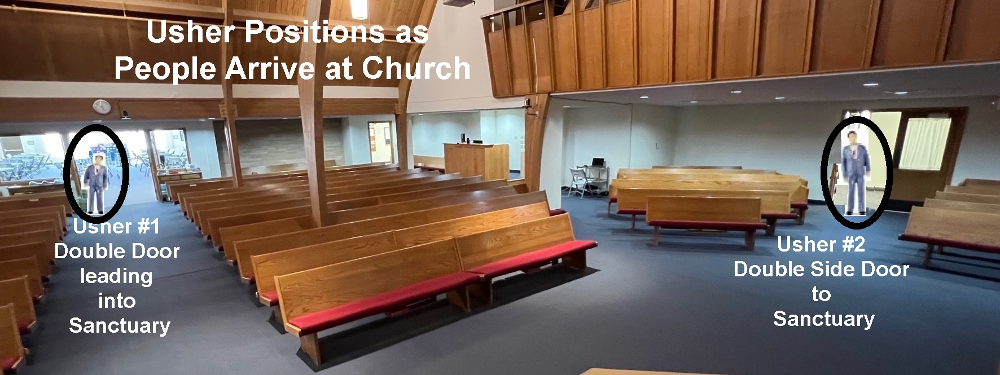 Usher Positions as
People Arrive at Church
Usher #1
Double Door
leading
into
Sanctuary
Usher #2
Double Side Door
to
Sanctuary